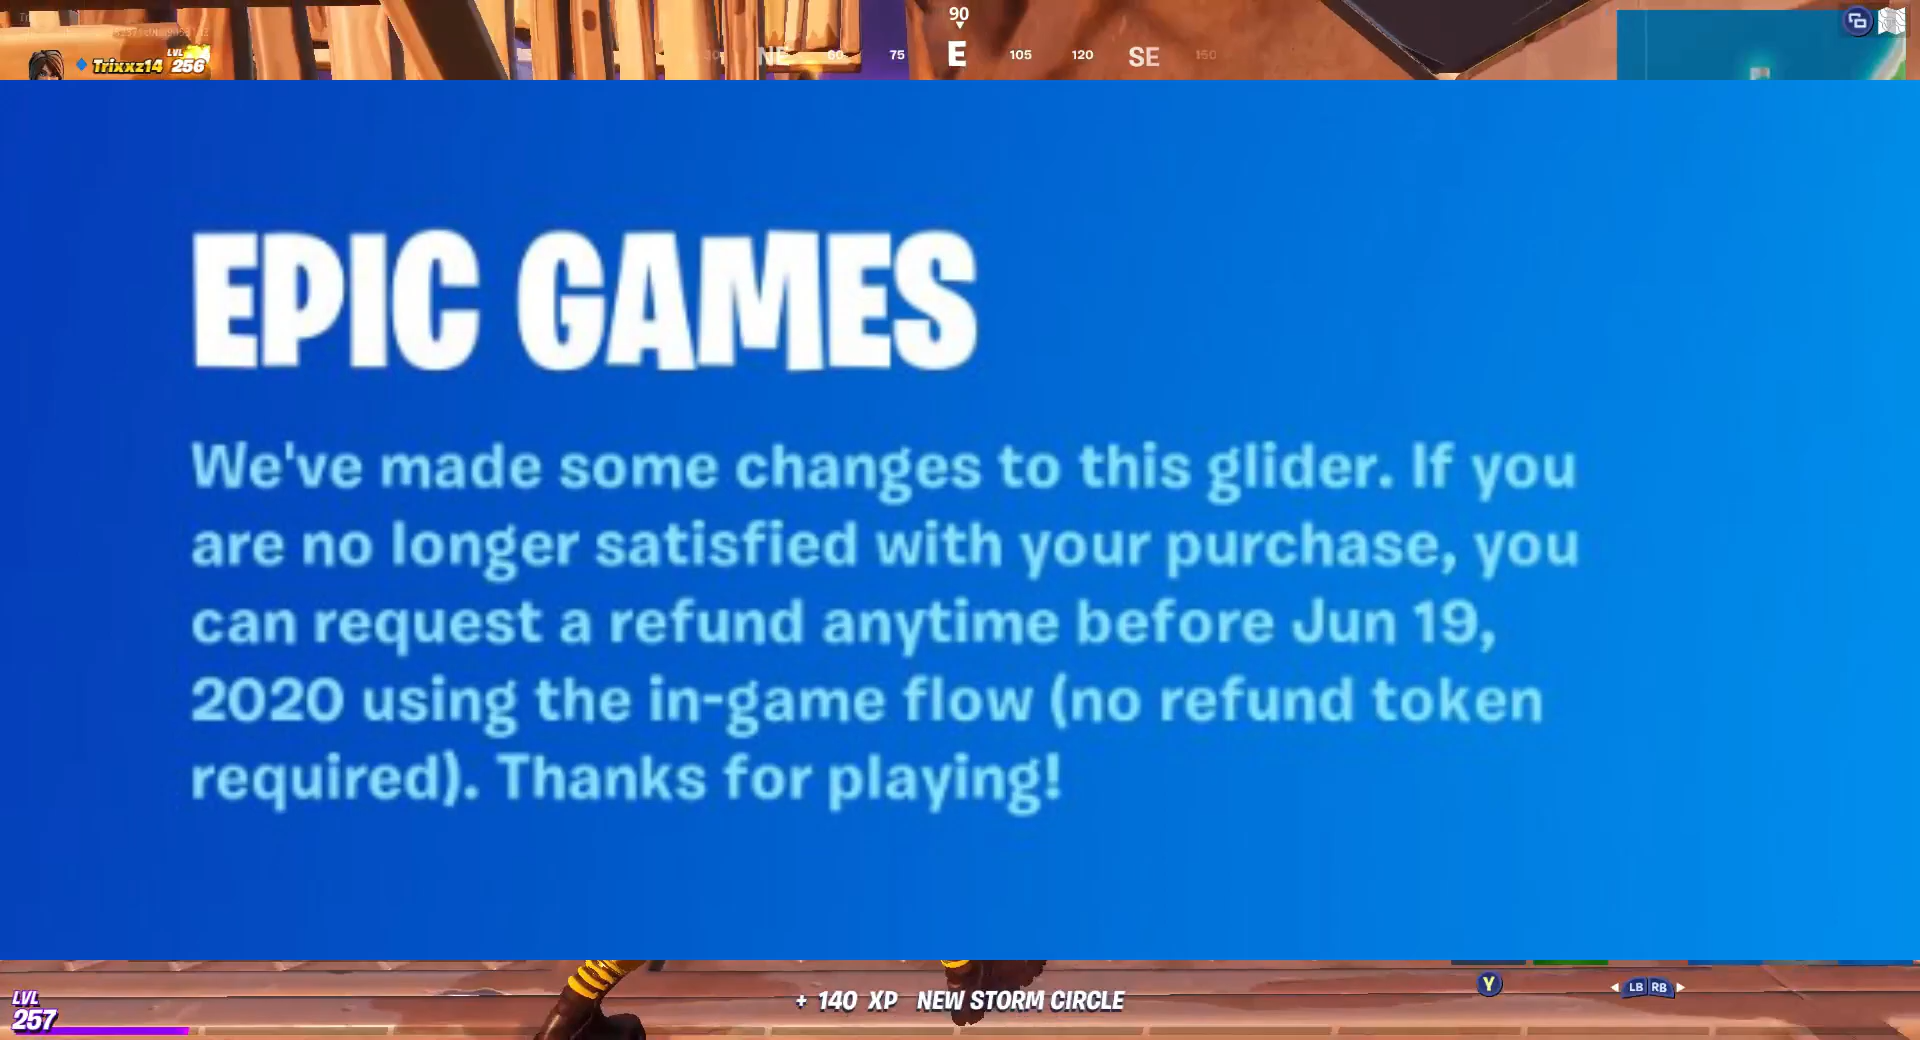 90
NE 60 75 E 105 120 SE 150
LVL
Trixxz14 256
EPIC GAMES
We've made some changes to this glider. If you
are no longer satisfied with your purchase, you
can request a refund anytime before Jun 19,
2020 using the in-game flow (no refund token
required). Thanks for playing!
Y
LB RB
+ 140 XP NEW STORM CIRCLE
LVL
257